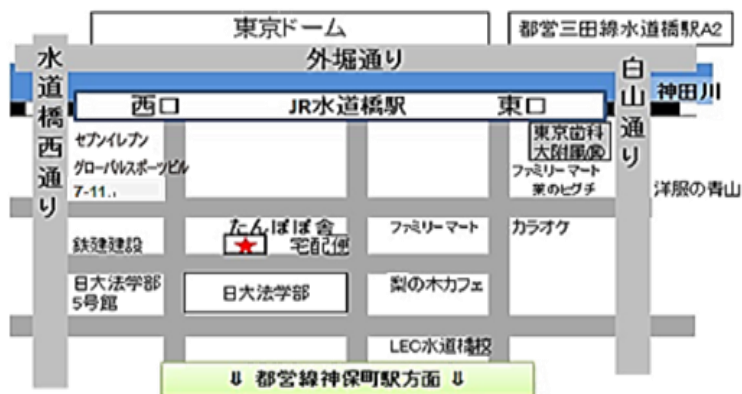 東京ドーム
都営三田線水道橋駅A2
外堀通り
水道橋西通り
白山通り
神田川
西口
JR水道橋駅
東口
セブンイレブン
グローバルスポーツビル
7-11.
東京歯科
大附属
ファミリーマート
薬のヒグチ
洋服の青山
たんぽぽ舎
宅配便
ファミリーマート
カラオケ
鉄建建設
日大法学部
5号館
日大法学部
梨の木カフェ
LEC水道橋校
⇓ 都営線神保町駅方面 ⇓